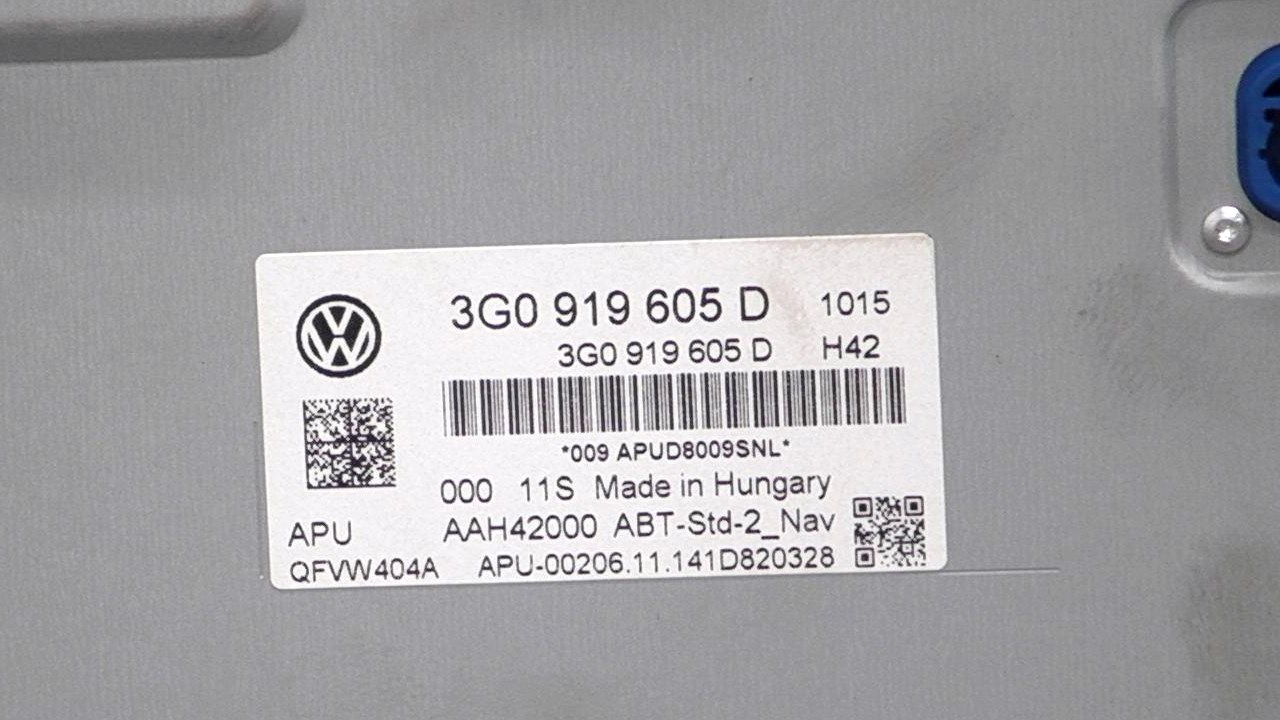 3G0 919 605 D 1015
3G0 919 605 D H42
*009 APUD8009SNL*
000 11S Made in Hungary
APU AAH42000 ABT-Std-2_Nav
QFVW404A APU-00206.11.141D820328